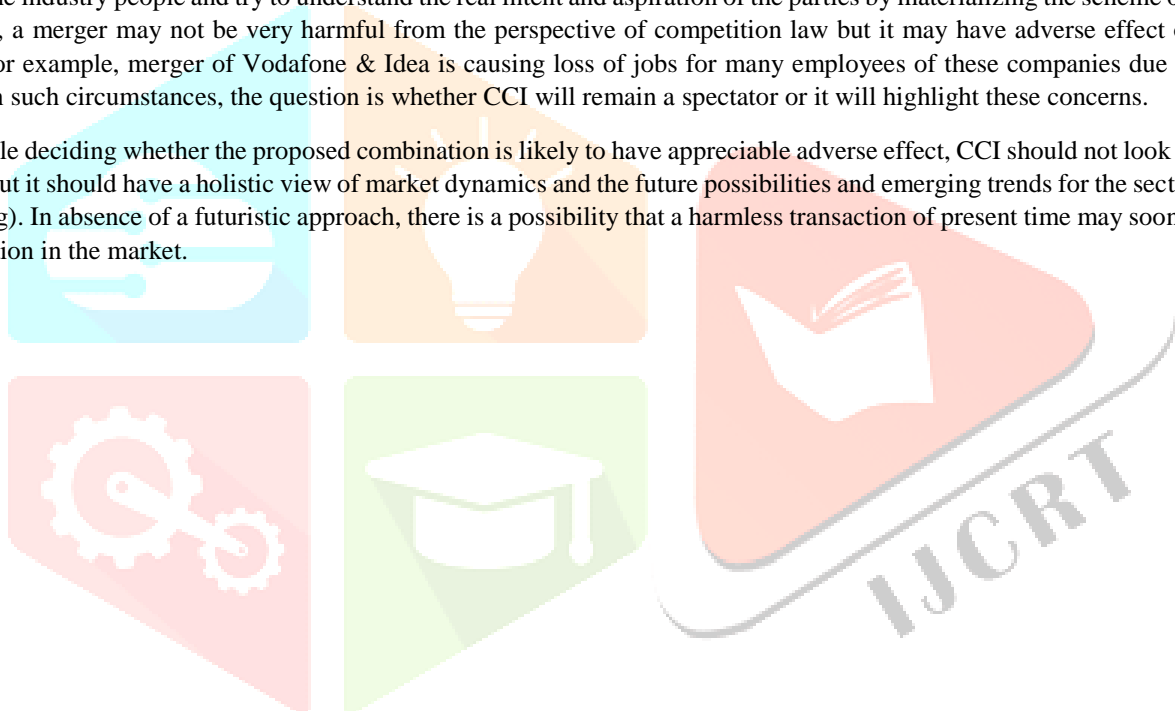 e industry people and try to understand the real intent and aspiration of the parties by materializing the scheme o
, a merger may not be very harmful from the perspective of competition law but it may have adverse effect
or example, merger of Vodafone & Idea is causing loss of jobs for many employees of these companies due
such circumstances, the question is whether CCI will remain a spectator or it will highlight these concerns.
le deciding whether the proposed combination is likely to have appreciable adverse effect, CCI should not look
ut it should have a holistic view of market dynamics and the future possibilities and emerging trends for the sect
g). In absence of a futuristic approach, there is a possibility that a harmless transaction of present time may soon
ion in the market.
IJCRT